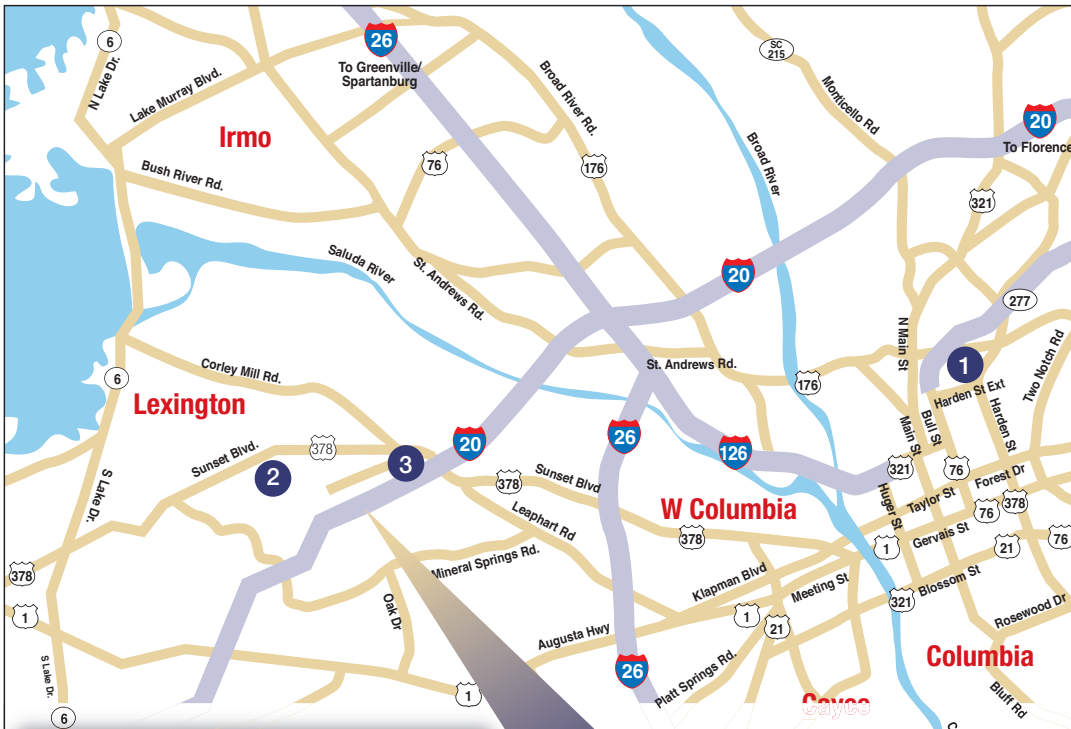 6
N Lake Dr.
Lake Murray Blvd.
Irmo
Bush River Rd.
26
To Greenville/
Spartanburg
76
Broad River Rd.
176
SC
215
Monticello Rd
Broad River
20
To Florence
321
277
Saluda River
St. Andrews Rd.
20
N Main St
Two Notch Rd
St. Andrews Rd.
176
1
Harden St Ext
Harden St
Corley Mill Rd.
6
Lexington
Sunset Blvd.
378
2
3
20
26
126
Main St
Bull St
321
76
Forest Dr
Taylor St
378
76
Huger St
Gervais St
1
21
76
Blossom St
321
Rosewood Dr
Columbia
Bluff Rd
S Lake Dr.
378
1
Sunset Blvd
378
W Columbia
378
Leaphart Rd
Mineral Springs Rd.
Oak Dr
Klapman Blvd
Meeting St
1
21
Augusta Hwy
Platt Springs Rd.
26
1
S Lake Dr.
6
Cayce